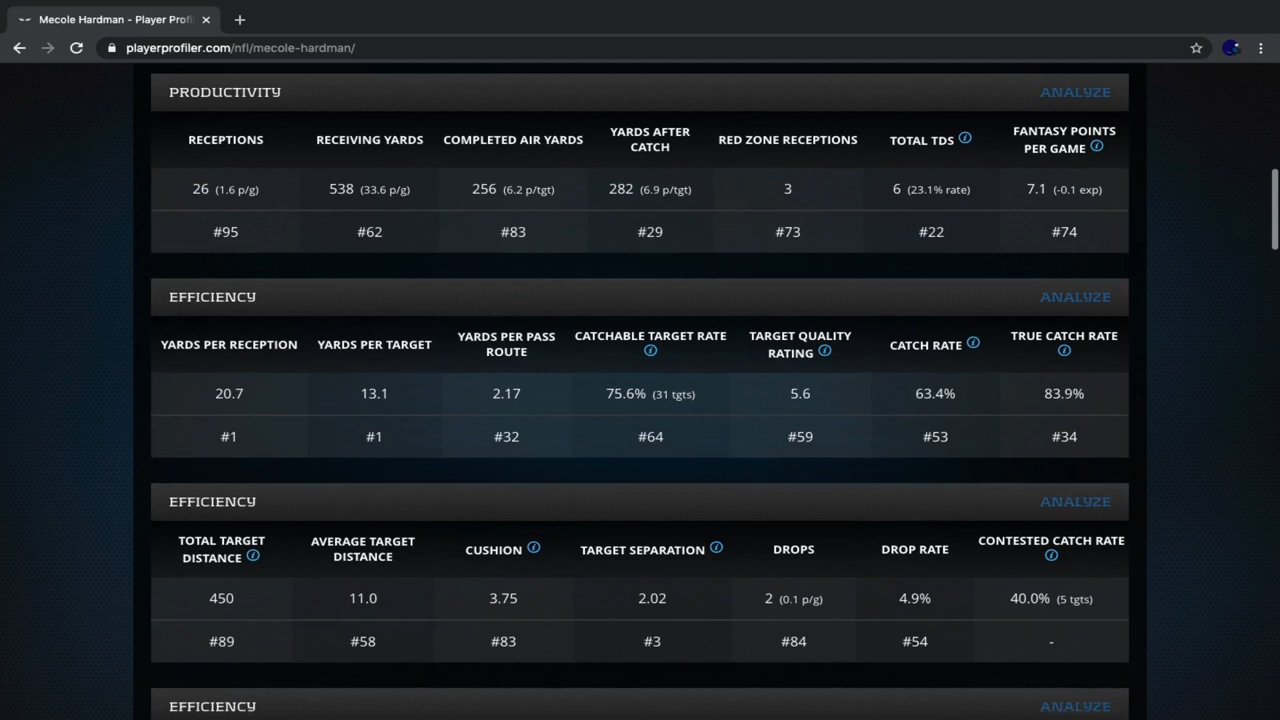 Mecole Hardman - Player Profi
playerprofiler.com/nfl/mecole-hardman/
PRODUCTIVITY ANALYZE
RECEPTIONS RECEIVING YARDS COMPLETED AIR YARDS YARDS AFTER CATCH RED ZONE RECEPTIONS TOTAL TDS FANTASY POINTS PER GAME
26 (1.6 p/g) 538 (33.6 p/g) 256 (6.2 p/tgt) 282 (6.9 p/tgt) 3 6 (23.1% rate) 7.1 (-0.1 exp)
#95 #62 #83 #29 #73 #22 #74
EFFICIENCY ANALYZE
YARDS PER RECEPTION YARDS PER TARGET YARDS PER PASS ROUTE CATCHABLE TARGET RATE TARGET QUALITY RATING CATCH RATE TRUE CATCH RATE
20.7 13.1 2.17 75.6% (31 tgts) 5.6 63.4% 83.9%
#1 #1 #32 #64 #59 #53 #34
EFFICIENCY ANALYZE
TOTAL TARGET DISTANCE AVERAGE TARGET DISTANCE CUSHION TARGET SEPARATION DROPS DROP RATE CONTESTED CATCH RATE
450 11.0 3.75 2.02 2 (0.1 p/g) 4.9% 40.0% (5 tgts)
#89 #58 #83 #3 #84 #54 -
EFFICIENCY ANALYZE